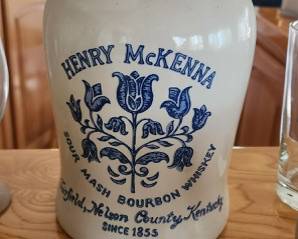 HENRY McKENNA
SOUR MASH BOURBON WHISKEY
Fairfield, Nelson County, Kentucky
SINCE 1855